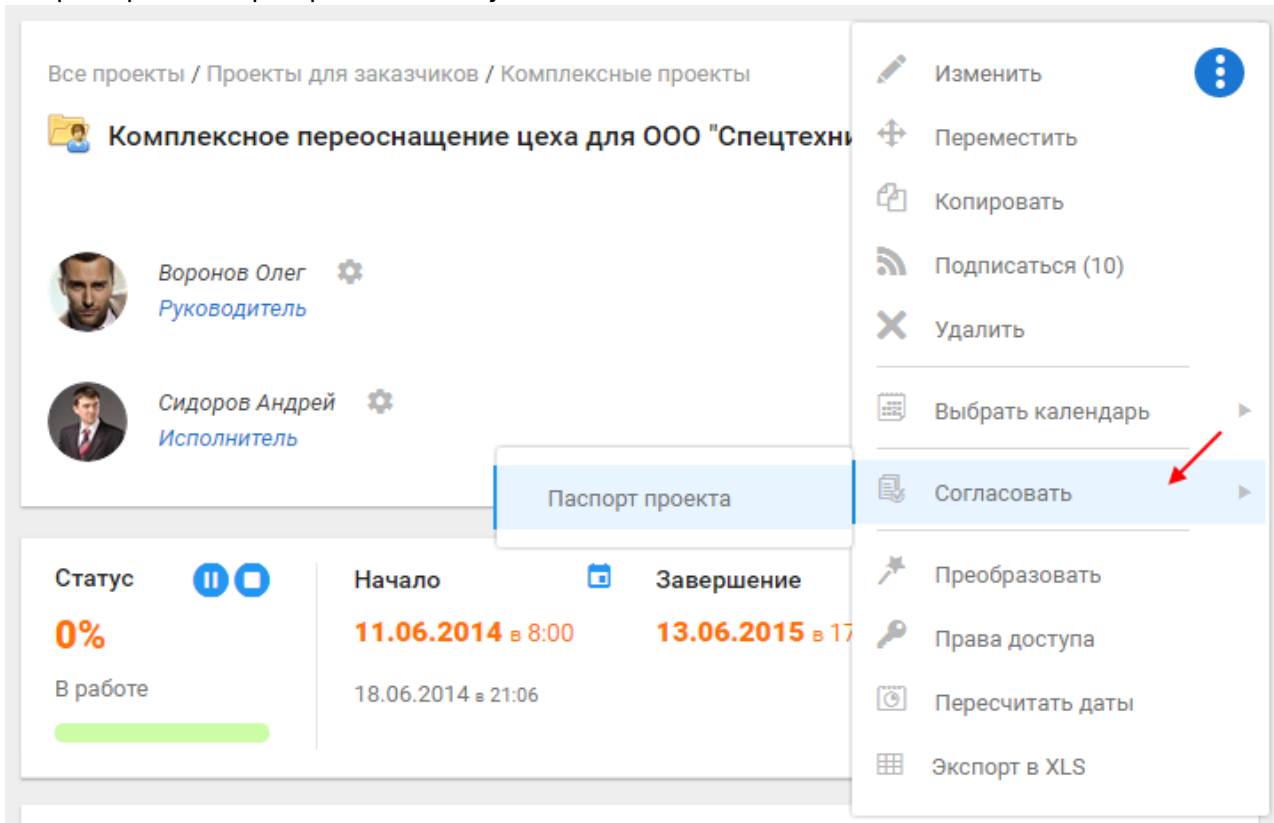 Все проекты / Проекты для заказчиков / Комплексные проекты
Комплексное переоснащение цеха для ООО "Спецтехни
Воронов Олег
Руководитель
Сидоров Андрей
Исполнитель
Изменить
Переместить
Копировать
Подписаться (10)
Удалить
Выбрать календарь
Согласовать
Паспорт проекта
Преобразовать
Права доступа
Пересчитать даты
Экспорт в XLS
Статус
0%
В работе
Начало
11.06.2014 в 8:00
18.06.2014 в 21:06
Завершение
13.06.2015 в 17